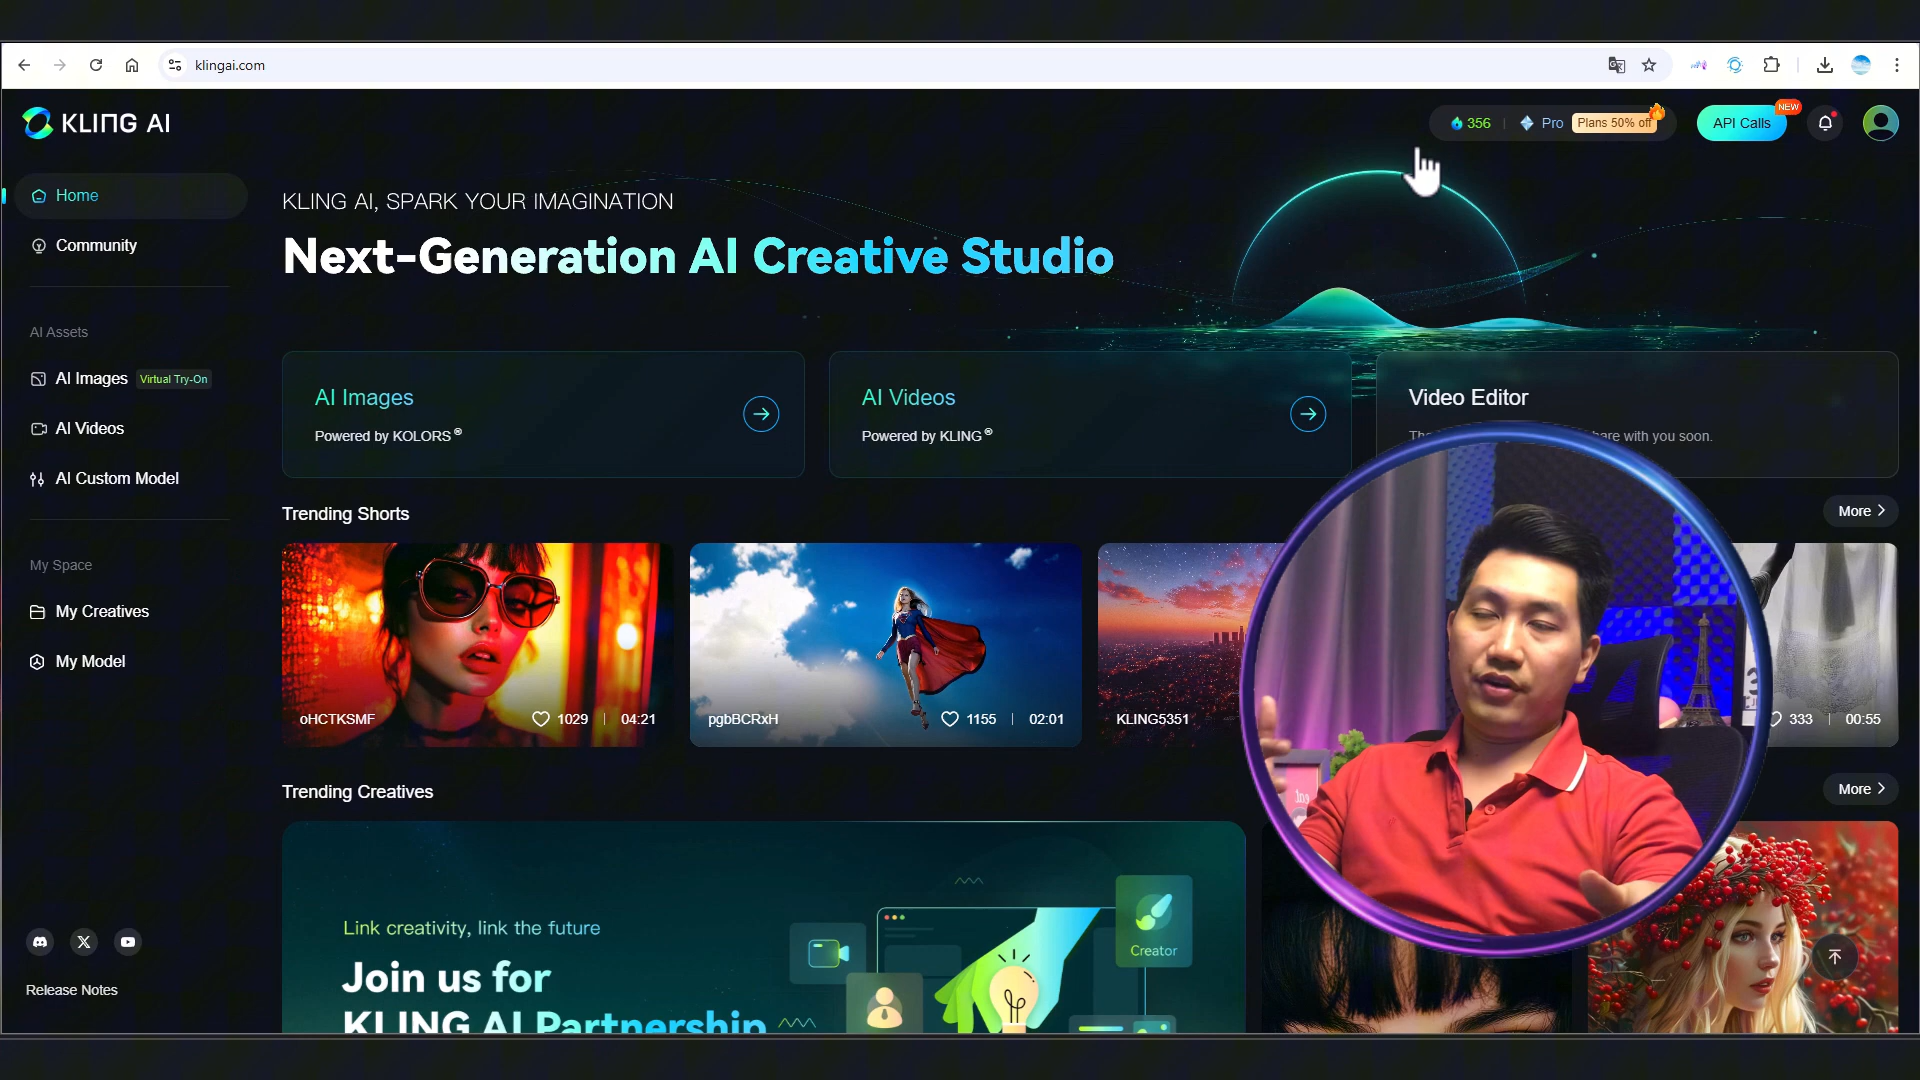 klingai.com
KLING AI
356
Pro
Plans 50% off
API Calls
NEW
Home
Community
AI Assets
AI Images
Virtual Try-On
AI Videos
AI Custom Model
My Space
My Creatives
My Model
Release Notes
KLING AI, SPARK YOUR IMAGINATION
Next-Generation AI Creative Studio
AI Images
Powered by KOLORS®
AI Videos
Powered by KLING®
Video Editor
with you soon.
Trending Shorts
More
oHCTKSMF
1029
04:21
pgbBCRxH
1155
02:01
KLING5351
333
00:55
Trending Creatives
More
Link creativity, link the future
Join us for
KLING AI Partnership
Creator